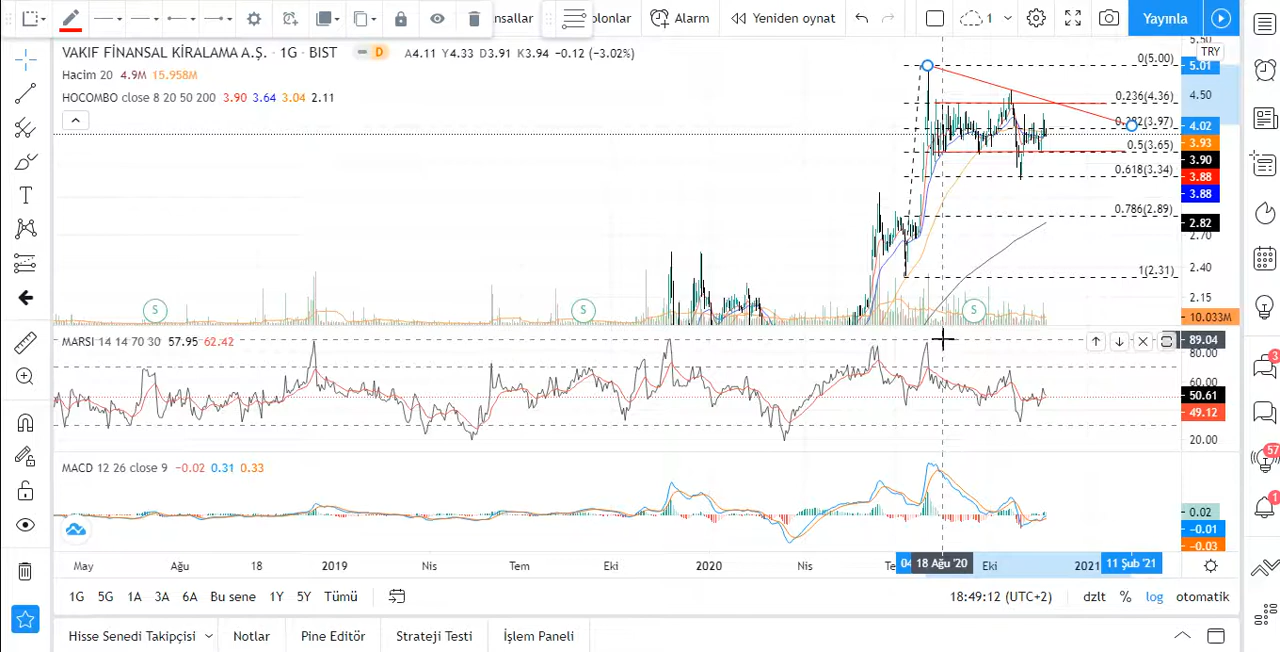 nsallar
olonlar
Alarm
Yeniden oynat
1
Yayınla
VAKIF FİNANSAL KİRALAMA A.Ş. · 1G · BIST
D
A4.11 Y4.33 D3.91 K3.94 −0.12 (−3.02%)
Hacim 20 4.9M 15.958M
HOCOMBO close 8 20 50 200 3.90 3.64 3.04 2.11
TRY
0(5.00)
0.236(4.36)
0.382(3.97)
0.5(3.65)
0.618(3.34)
0.786(2.89)
1(2.31)
5.50
5.01
4.50
4.02
3.93
3.90
3.88
3.88
2.82
2.70
2.40
2.15
10.033M
S
S
S
MARSI 14 14 70 30 57.95 62.42
89.04
80.00
60.00
50.61
49.12
20.00
MACD 12 26 close 9 −0.02 0.31 0.33
0.02
−0.01
−0.03
May
Ağu
18
2019
Nis
Tem
Eki
2020
Nis
Te
04
18 Ağu '20
Eki
2021
11 Şub '21
1G 5G 1A 3A 6A Bu sene 1Y 5Y Tümü
18:49:12 (UTC+2)
dzlt % log otomatik
Hisse Senedi Takipçisi
Notlar
Pine Editör
Strateji Testi
İşlem Paneli
3
57
1